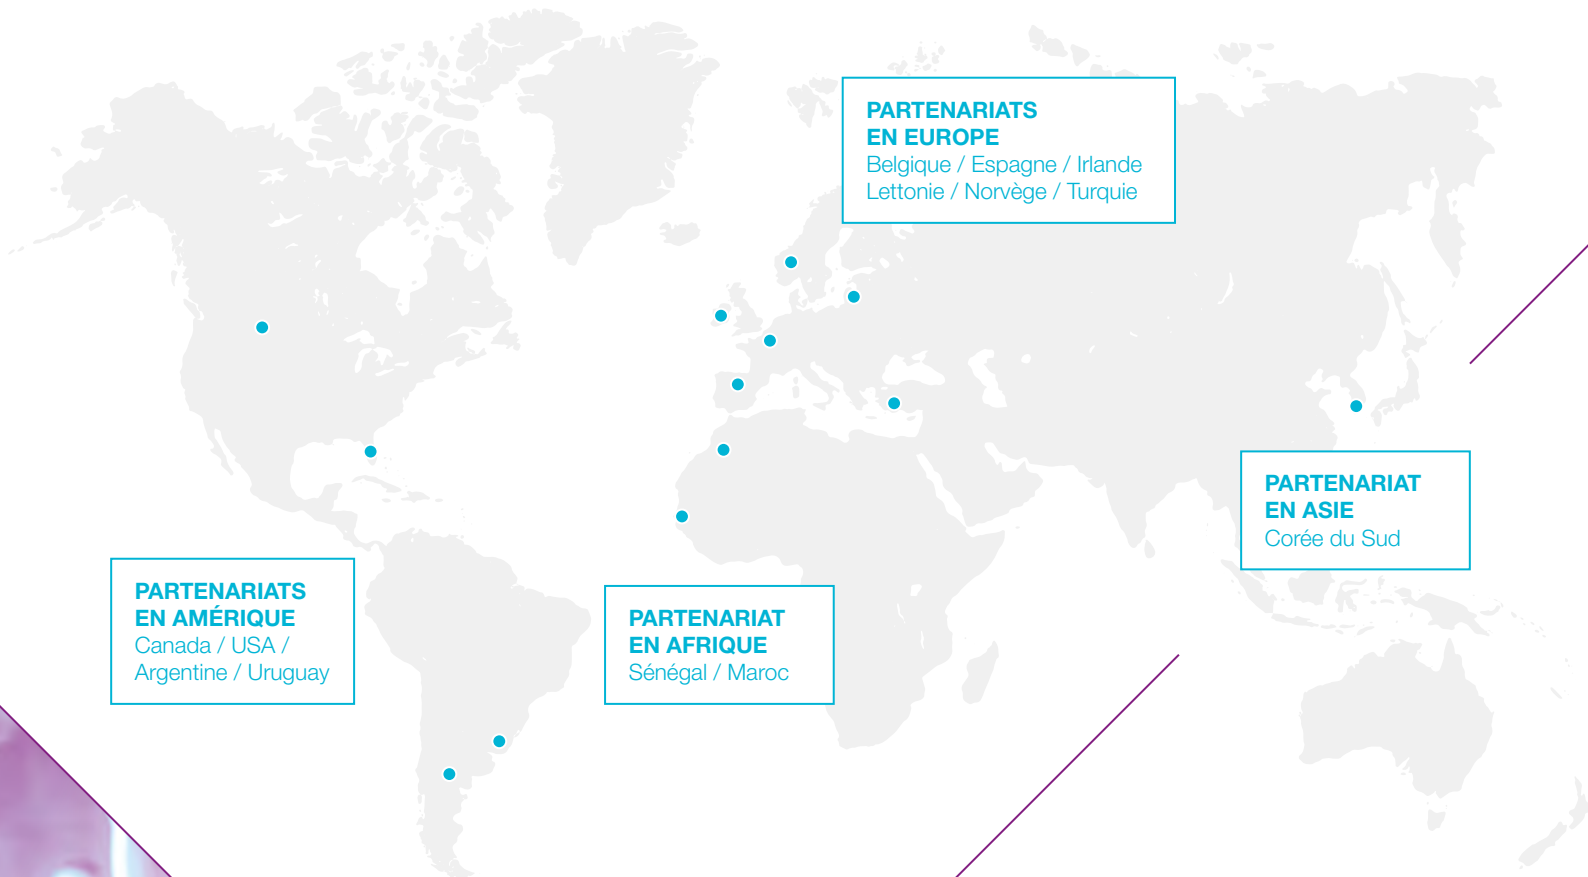 PARTENARIATS
EN EUROPE
Belgique / Espagne / Irlande
Lettonie / Norvège / Turquie
PARTENARIAT
EN ASIE
Corée du Sud
PARTENARIATS
EN AMÉRIQUE
Canada / USA /
Argentine / Uruguay
PARTENARIAT
EN AFRIQUE
Sénégal / Maroc